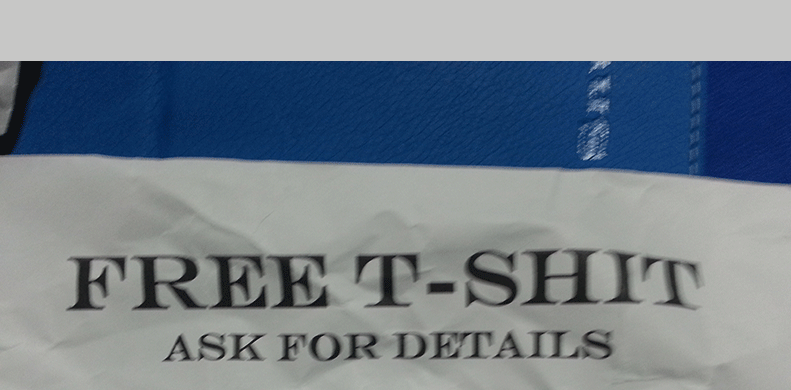 FREE T-SHIT
ASK FOR DETAILS